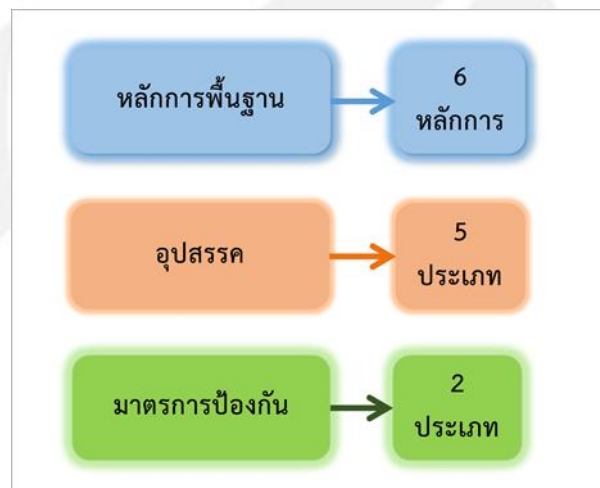 หลักการพื้นฐาน
6
หลักการ
อุปสรรค
5
ประเภท
มาตรการป้องกัน
2
ประเภท